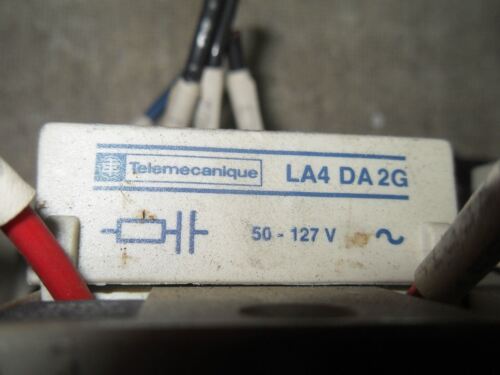 Telemecanique LA4 DA2G
50 - 127 V ~